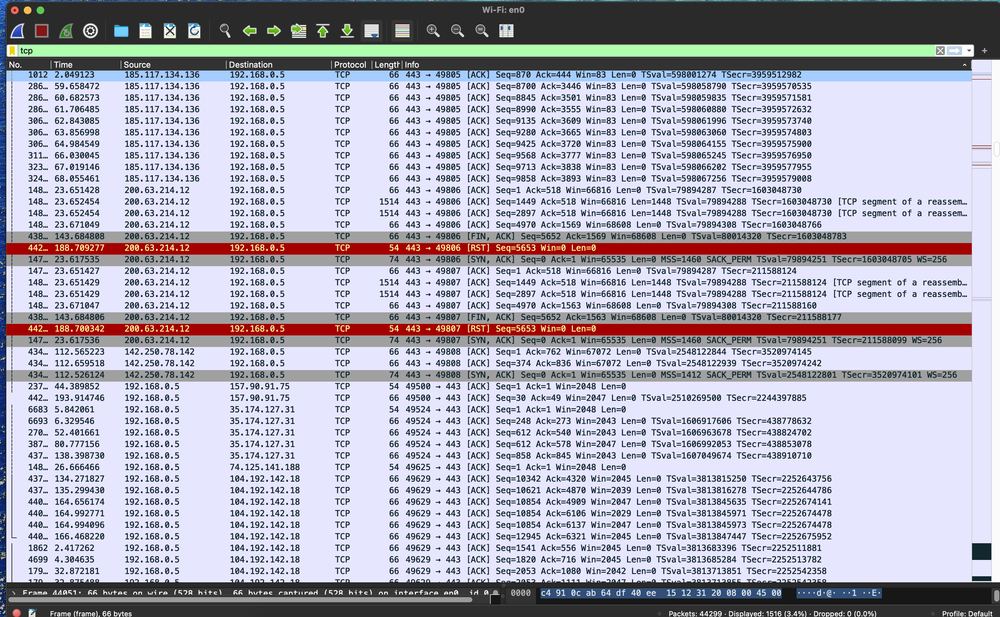 Wi-Fi: en0
tcp
No. Time Source Destination Protocol Length Info
1012 2.049123 185.117.134.136 192.168.0.5 TCP 66 443 → 49805 [ACK] Seq=870 Ack=444 Win=83 Len=0 TSval=598001274 TSecr=3959512982
286… 59.658472 185.117.134.136 192.168.0.5 TCP 66 443 → 49805 [ACK] Seq=8700 Ack=3446 Win=83 Len=0 TSval=598058790 TSecr=3959570535
286… 60.682573 185.117.134.136 192.168.0.5 TCP 66 443 → 49805 [ACK] Seq=8845 Ack=3501 Win=83 Len=0 TSval=598059835 TSecr=3959571581
286… 61.706485 185.117.134.136 192.168.0.5 TCP 66 443 → 49805 [ACK] Seq=8990 Ack=3555 Win=83 Len=0 TSval=598060880 TSecr=3959572632
306… 62.843085 185.117.134.136 192.168.0.5 TCP 66 443 → 49805 [ACK] Seq=9135 Ack=3609 Win=83 Len=0 TSval=598061996 TSecr=3959573740
306… 63.856998 185.117.134.136 192.168.0.5 TCP 66 443 → 49805 [ACK] Seq=9280 Ack=3665 Win=83 Len=0 TSval=598063060 TSecr=3959574803
306… 64.984549 185.117.134.136 192.168.0.5 TCP 66 443 → 49805 [ACK] Seq=9425 Ack=3720 Win=83 Len=0 TSval=598064155 TSecr=3959575900
311… 66.030045 185.117.134.136 192.168.0.5 TCP 66 443 → 49805 [ACK] Seq=9568 Ack=3777 Win=83 Len=0 TSval=598065245 TSecr=3959576950
323… 67.019146 185.117.134.136 192.168.0.5 TCP 66 443 → 49805 [ACK] Seq=9713 Ack=3838 Win=83 Len=0 TSval=598066202 TSecr=3959577955
324… 68.055461 185.117.134.136 192.168.0.5 TCP 66 443 → 49805 [ACK] Seq=9858 Ack=3893 Win=83 Len=0 TSval=598067256 TSecr=3959579008
148… 23.651428 200.63.214.12 192.168.0.5 TCP 66 443 → 49806 [ACK] Seq=1 Ack=518 Win=66816 Len=0 TSval=79894287 TSecr=1603048730
148… 23.652454 200.63.214.12 192.168.0.5 TCP 1514 443 → 49806 [ACK] Seq=1449 Ack=518 Win=66816 Len=1448 TSval=79894288 TSecr=1603048730 [TCP segment of a reassem…
148… 23.652454 200.63.214.12 192.168.0.5 TCP 1514 443 → 49806 [ACK] Seq=2897 Ack=518 Win=66816 Len=1448 TSval=79894288 TSecr=1603048730 [TCP segment of a reassem…
148… 23.671049 200.63.214.12 192.168.0.5 TCP 66 443 → 49806 [ACK] Seq=4970 Ack=1569 Win=68608 Len=0 TSval=79894308 TSecr=1603048766
438… 143.684808 200.63.214.12 192.168.0.5 TCP 66 443 → 49806 [FIN, ACK] Seq=5652 Ack=1569 Win=68608 Len=0 TSval=80014320 TSecr=1603048783
442… 188.709277 200.63.214.12 192.168.0.5 TCP 54 443 → 49806 [RST] Seq=5653 Win=0 Len=0
147… 23.617535 200.63.214.12 192.168.0.5 TCP 74 443 → 49806 [SYN, ACK] Seq=0 Ack=1 Win=65535 Len=0 MSS=1460 SACK_PERM TSval=79894251 TSecr=1603048705 WS=256
147… 23.651427 200.63.214.12 192.168.0.5 TCP 66 443 → 49807 [ACK] Seq=1 Ack=518 Win=66816 Len=0 TSval=79894287 TSecr=211588124
148… 23.651429 200.63.214.12 192.168.0.5 TCP 1514 443 → 49807 [ACK] Seq=1449 Ack=518 Win=66816 Len=1448 TSval=79894288 TSecr=211588124 [TCP segment of a reassemb…
148… 23.651429 200.63.214.12 192.168.0.5 TCP 1514 443 → 49807 [ACK] Seq=2897 Ack=518 Win=66816 Len=1448 TSval=79894288 TSecr=211588124 [TCP segment of a reassemb…
148… 23.671047 200.63.214.12 192.168.0.5 TCP 66 443 → 49807 [ACK] Seq=4970 Ack=1563 Win=68608 Len=0 TSval=79894308 TSecr=211588160
438… 143.684806 200.63.214.12 192.168.0.5 TCP 66 443 → 49807 [FIN, ACK] Seq=5652 Ack=1563 Win=68608 Len=0 TSval=80014320 TSecr=211588177
442… 188.700342 200.63.214.12 192.168.0.5 TCP 54 443 → 49807 [RST] Seq=5653 Win=0 Len=0
147… 23.617536 200.63.214.12 192.168.0.5 TCP 74 443 → 49807 [SYN, ACK] Seq=0 Ack=1 Win=65535 Len=0 MSS=1460 SACK_PERM TSval=79894251 TSecr=211588099 WS=256
434… 112.565223 142.250.78.142 192.168.0.5 TCP 66 443 → 49808 [ACK] Seq=1 Ack=762 Win=67072 Len=0 TSval=2548122844 TSecr=3520974145
434… 112.659518 142.250.78.142 192.168.0.5 TCP 66 443 → 49808 [ACK] Seq=374 Ack=836 Win=67072 Len=0 TSval=2548122939 TSecr=3520974242
434… 112.526124 142.250.78.142 192.168.0.5 TCP 74 443 → 49808 [SYN, ACK] Seq=0 Ack=1 Win=65535 Len=0 MSS=1412 SACK_PERM TSval=2548122801 TSecr=3520974101 WS=256
237… 44.389852 192.168.0.5 157.90.91.75 TCP 54 49500 → 443 [ACK] Seq=1 Ack=1 Win=2048 Len=0
442… 193.914746 192.168.0.5 157.90.91.75 TCP 66 49500 → 443 [ACK] Seq=30 Ack=49 Win=2047 Len=0 TSval=2510269500 TSecr=2244397885
6683 5.842061 192.168.0.5 35.174.127.31 TCP 54 49524 → 443 [ACK] Seq=1 Ack=1 Win=2048 Len=0
6693 6.329546 192.168.0.5 35.174.127.31 TCP 66 49524 → 443 [ACK] Seq=248 Ack=273 Win=2043 Len=0 TSval=1606917606 TSecr=438778632
270… 52.401661 192.168.0.5 35.174.127.31 TCP 66 49524 → 443 [ACK] Seq=612 Ack=540 Win=2043 Len=0 TSval=1606963678 TSecr=438824702
387… 80.777156 192.168.0.5 35.174.127.31 TCP 66 49524 → 443 [ACK] Seq=612 Ack=578 Win=2047 Len=0 TSval=1606992053 TSecr=438853078
437… 138.398730 192.168.0.5 35.174.127.31 TCP 66 49524 → 443 [ACK] Seq=858 Ack=845 Win=2043 Len=0 TSval=1607049674 TSecr=438910710
148… 26.666466 192.168.0.5 74.125.141.188 TCP 54 49625 → 443 [ACK] Seq=1 Ack=1 Win=2048 Len=0
437… 134.271827 192.168.0.5 104.192.142.18 TCP 66 49629 → 443 [ACK] Seq=10342 Ack=4320 Win=2045 Len=0 TSval=3813815250 TSecr=2252643756
437… 135.299430 192.168.0.5 104.192.142.18 TCP 66 49629 → 443 [ACK] Seq=10621 Ack=4870 Win=2039 Len=0 TSval=3813816278 TSecr=2252644786
440… 164.656174 192.168.0.5 104.192.142.18 TCP 66 49629 → 443 [ACK] Seq=10854 Ack=4909 Win=2047 Len=0 TSval=3813845635 TSecr=2252674141
440… 164.992771 192.168.0.5 104.192.142.18 TCP 66 49629 → 443 [ACK] Seq=10854 Ack=6106 Win=2029 Len=0 TSval=3813845971 TSecr=2252674478
440… 164.994096 192.168.0.5 104.192.142.18 TCP 66 49629 → 443 [ACK] Seq=10854 Ack=6137 Win=2047 Len=0 TSval=3813845973 TSecr=2252674478
440… 166.468220 192.168.0.5 104.192.142.18 TCP 66 49629 → 443 [ACK] Seq=12945 Ack=6321 Win=2045 Len=0 TSval=3813847447 TSecr=2252675952
1862 2.417262 192.168.0.5 104.192.142.18 TCP 66 49629 → 443 [ACK] Seq=1541 Ack=556 Win=2045 Len=0 TSval=3813683396 TSecr=2252511881
4699 4.304635 192.168.0.5 104.192.142.18 TCP 66 49629 → 443 [ACK] Seq=1820 Ack=716 Win=2045 Len=0 TSval=3813685284 TSecr=2252513782
179… 32.872181 192.168.0.5 104.192.142.18 TCP 66 49629 → 443 [ACK] Seq=2053 Ack=1080 Win=2042 Len=0 TSval=3813713851 TSecr=2252542358
179… 32.875488 192.168.0.5 104.192.142.18 TCP 66 49629 → 443 [ACK] Seq=2053 Ack=1111 Win=2047 Len=0 TSval=3813713855 TSecr=2252542358
Frame 44051: 66 bytes on wire (528 bits), 66 bytes captured (528 bits) on interface en0, id 0
0000 c4 91 0c ab 64 df 40 ee 15 12 31 20 08 00 45 00 ····d·@· ··1 ··E·
Frame (frame), 66 bytes
Packets: 44299 · Displayed: 1516 (3.4%) · Dropped: 0 (0.0%)
Profile: Default